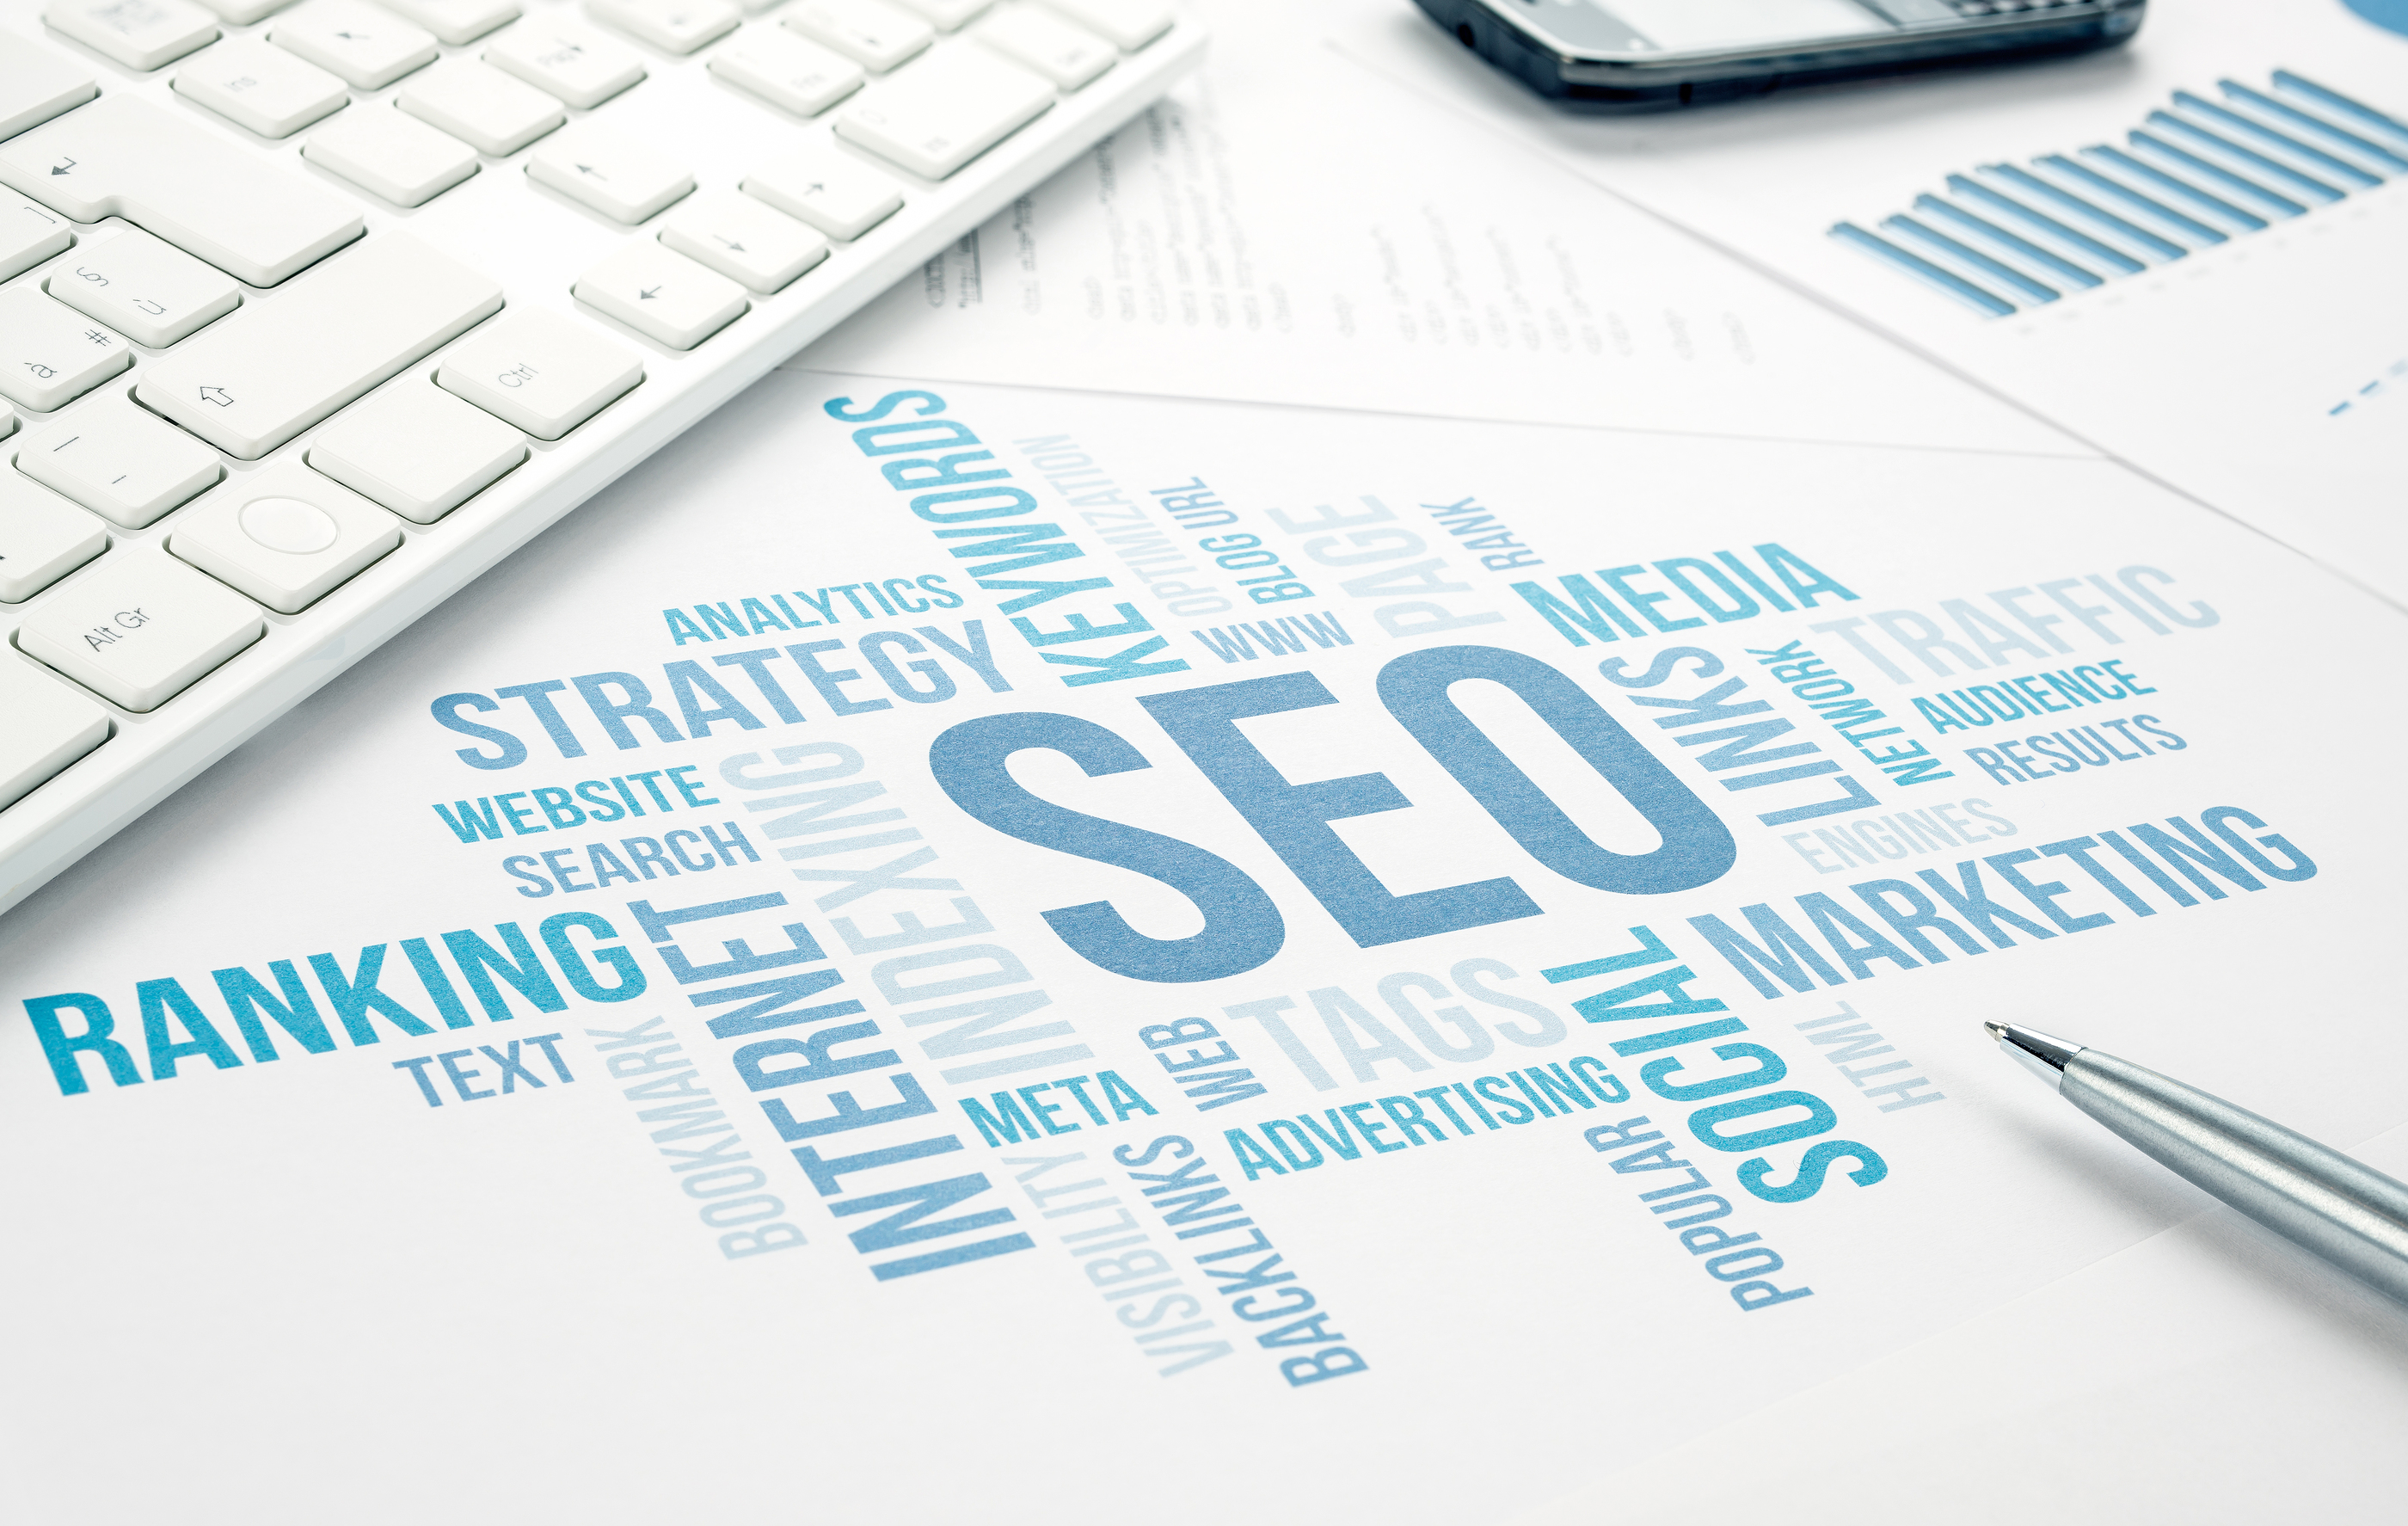 Ctrl
Alt Gr
KEYWORDS
OPTIMIZATION
BLOG URL
PAGE
RANK
MEDIA
TRAFFIC
ANALYTICS
WWW
STRATEGY
SEO
LINKS
NETWORK
AUDIENCE
RESULTS
WEBSITE
INDEXING
SEARCH
ENGINES
MARKETING
RANKING
INTERNET
TAGS
SOCIAL
TEXT
BOOKMARK
META
WEB
ADVERTISING
HTML
VISIBILITY
BACKLINKS
POPULAR